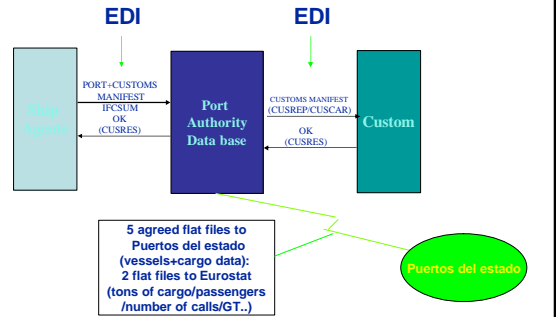 EDI
EDI
Ship
Agents
PORT+CUSTOMS
MANIFEST
IFCSUM
OK
(CUSRES)
Port
Authority
Data base
CUSTOMS MANIFEST
(CUSREP/CUSCAR)
OK
(CUSRES)
Custom
5 agreed flat files to
Puertos del estado
(vessels+cargo data):
2 flat files to Eurostat
(tons of cargo/passengers
/number of calls/GT..)
Puertos del estado